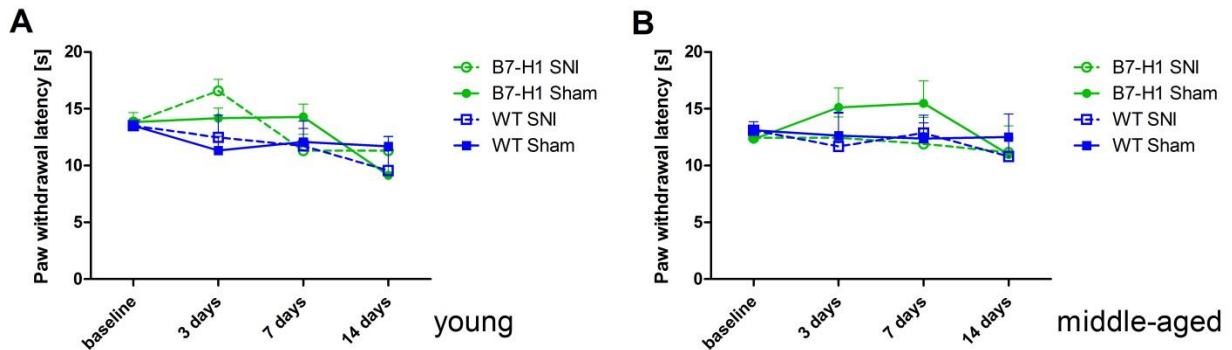 A
Paw withdrawal latency [s]
20
15
10
5
0
baseline
3 days
7 days
14 days
B7-H1 SNI
B7-H1 Sham
WT SNI
WT Sham
young
B
Paw withdrawal latency [s]
20
15
10
5
0
baseline
3 days
7 days
14 days
B7-H1 SNI
B7-H1 Sham
WT SNI
WT Sham
middle-aged